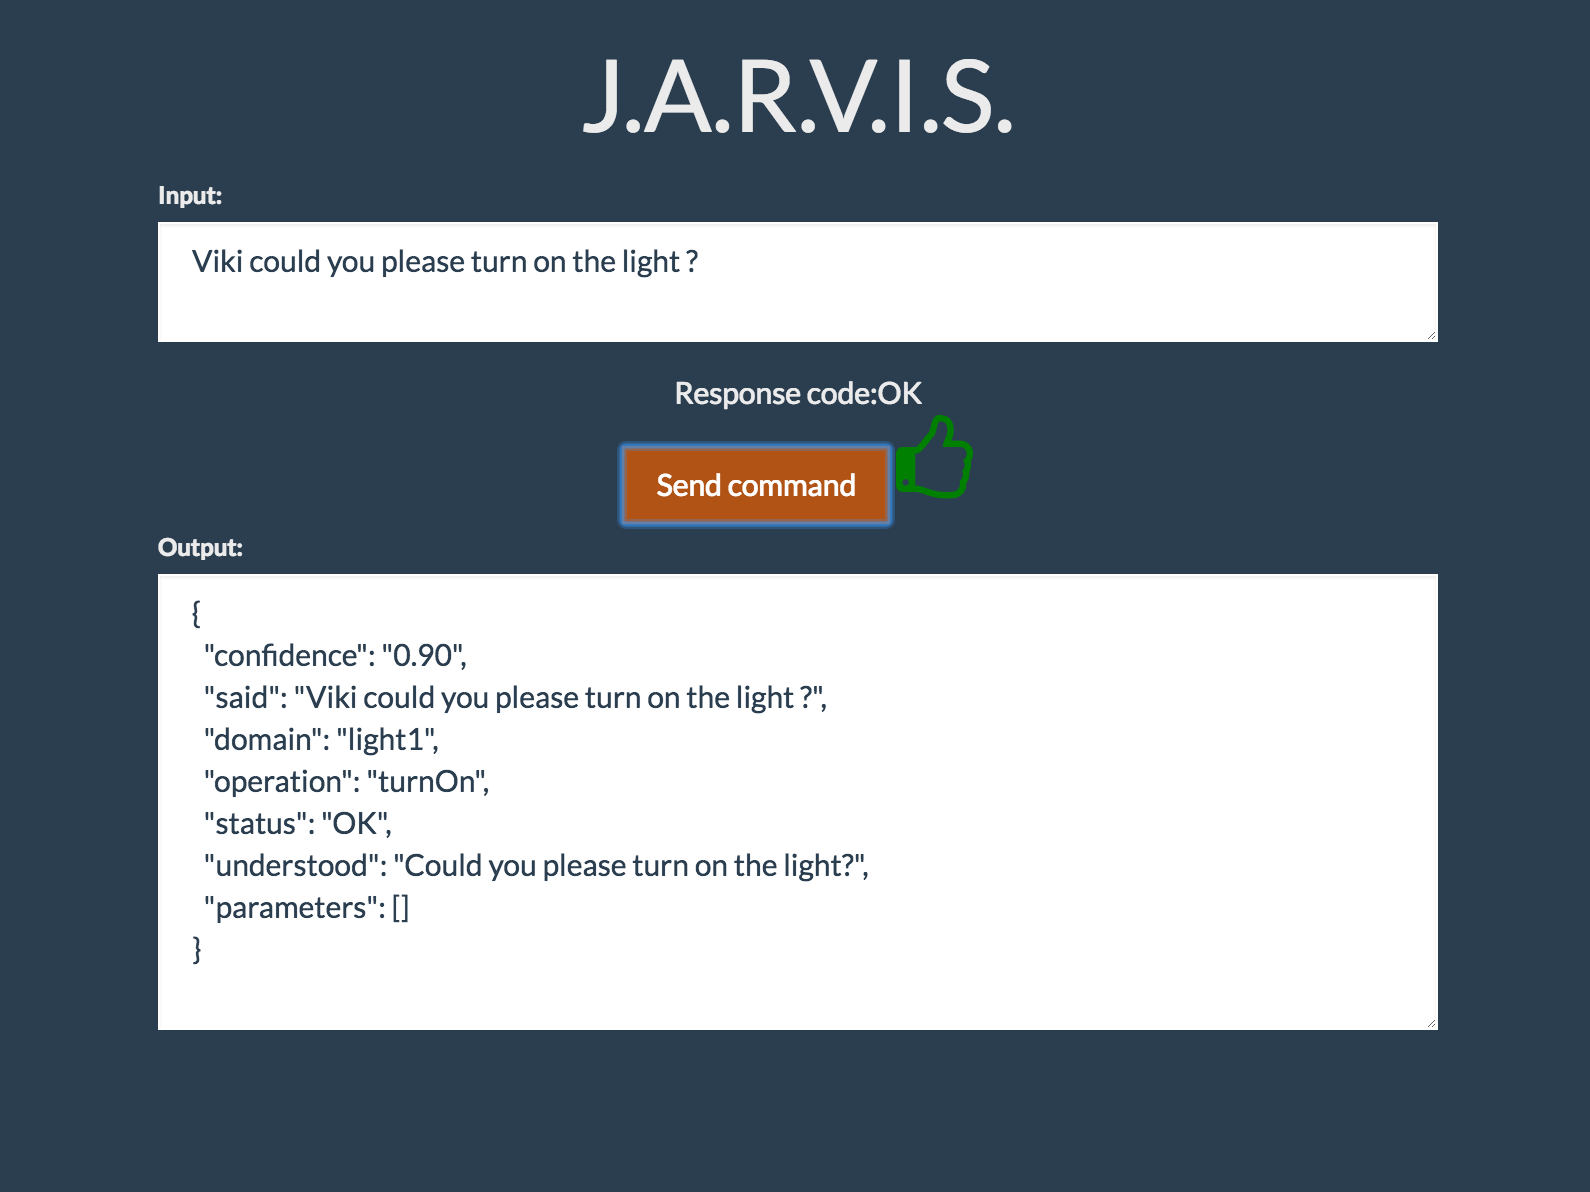 J.A.R.V.I.S.
Input:
Viki could you please turn on the light ?
Response code:OK
Send command
Output:
{
"confidence": "0.90",
"said": "Viki could you please turn on the light ?",
"domain": "light1",
"operation": "turnOn",
"status": "OK",
"understood": "Could you please turn on the light?",
"parameters": []
}